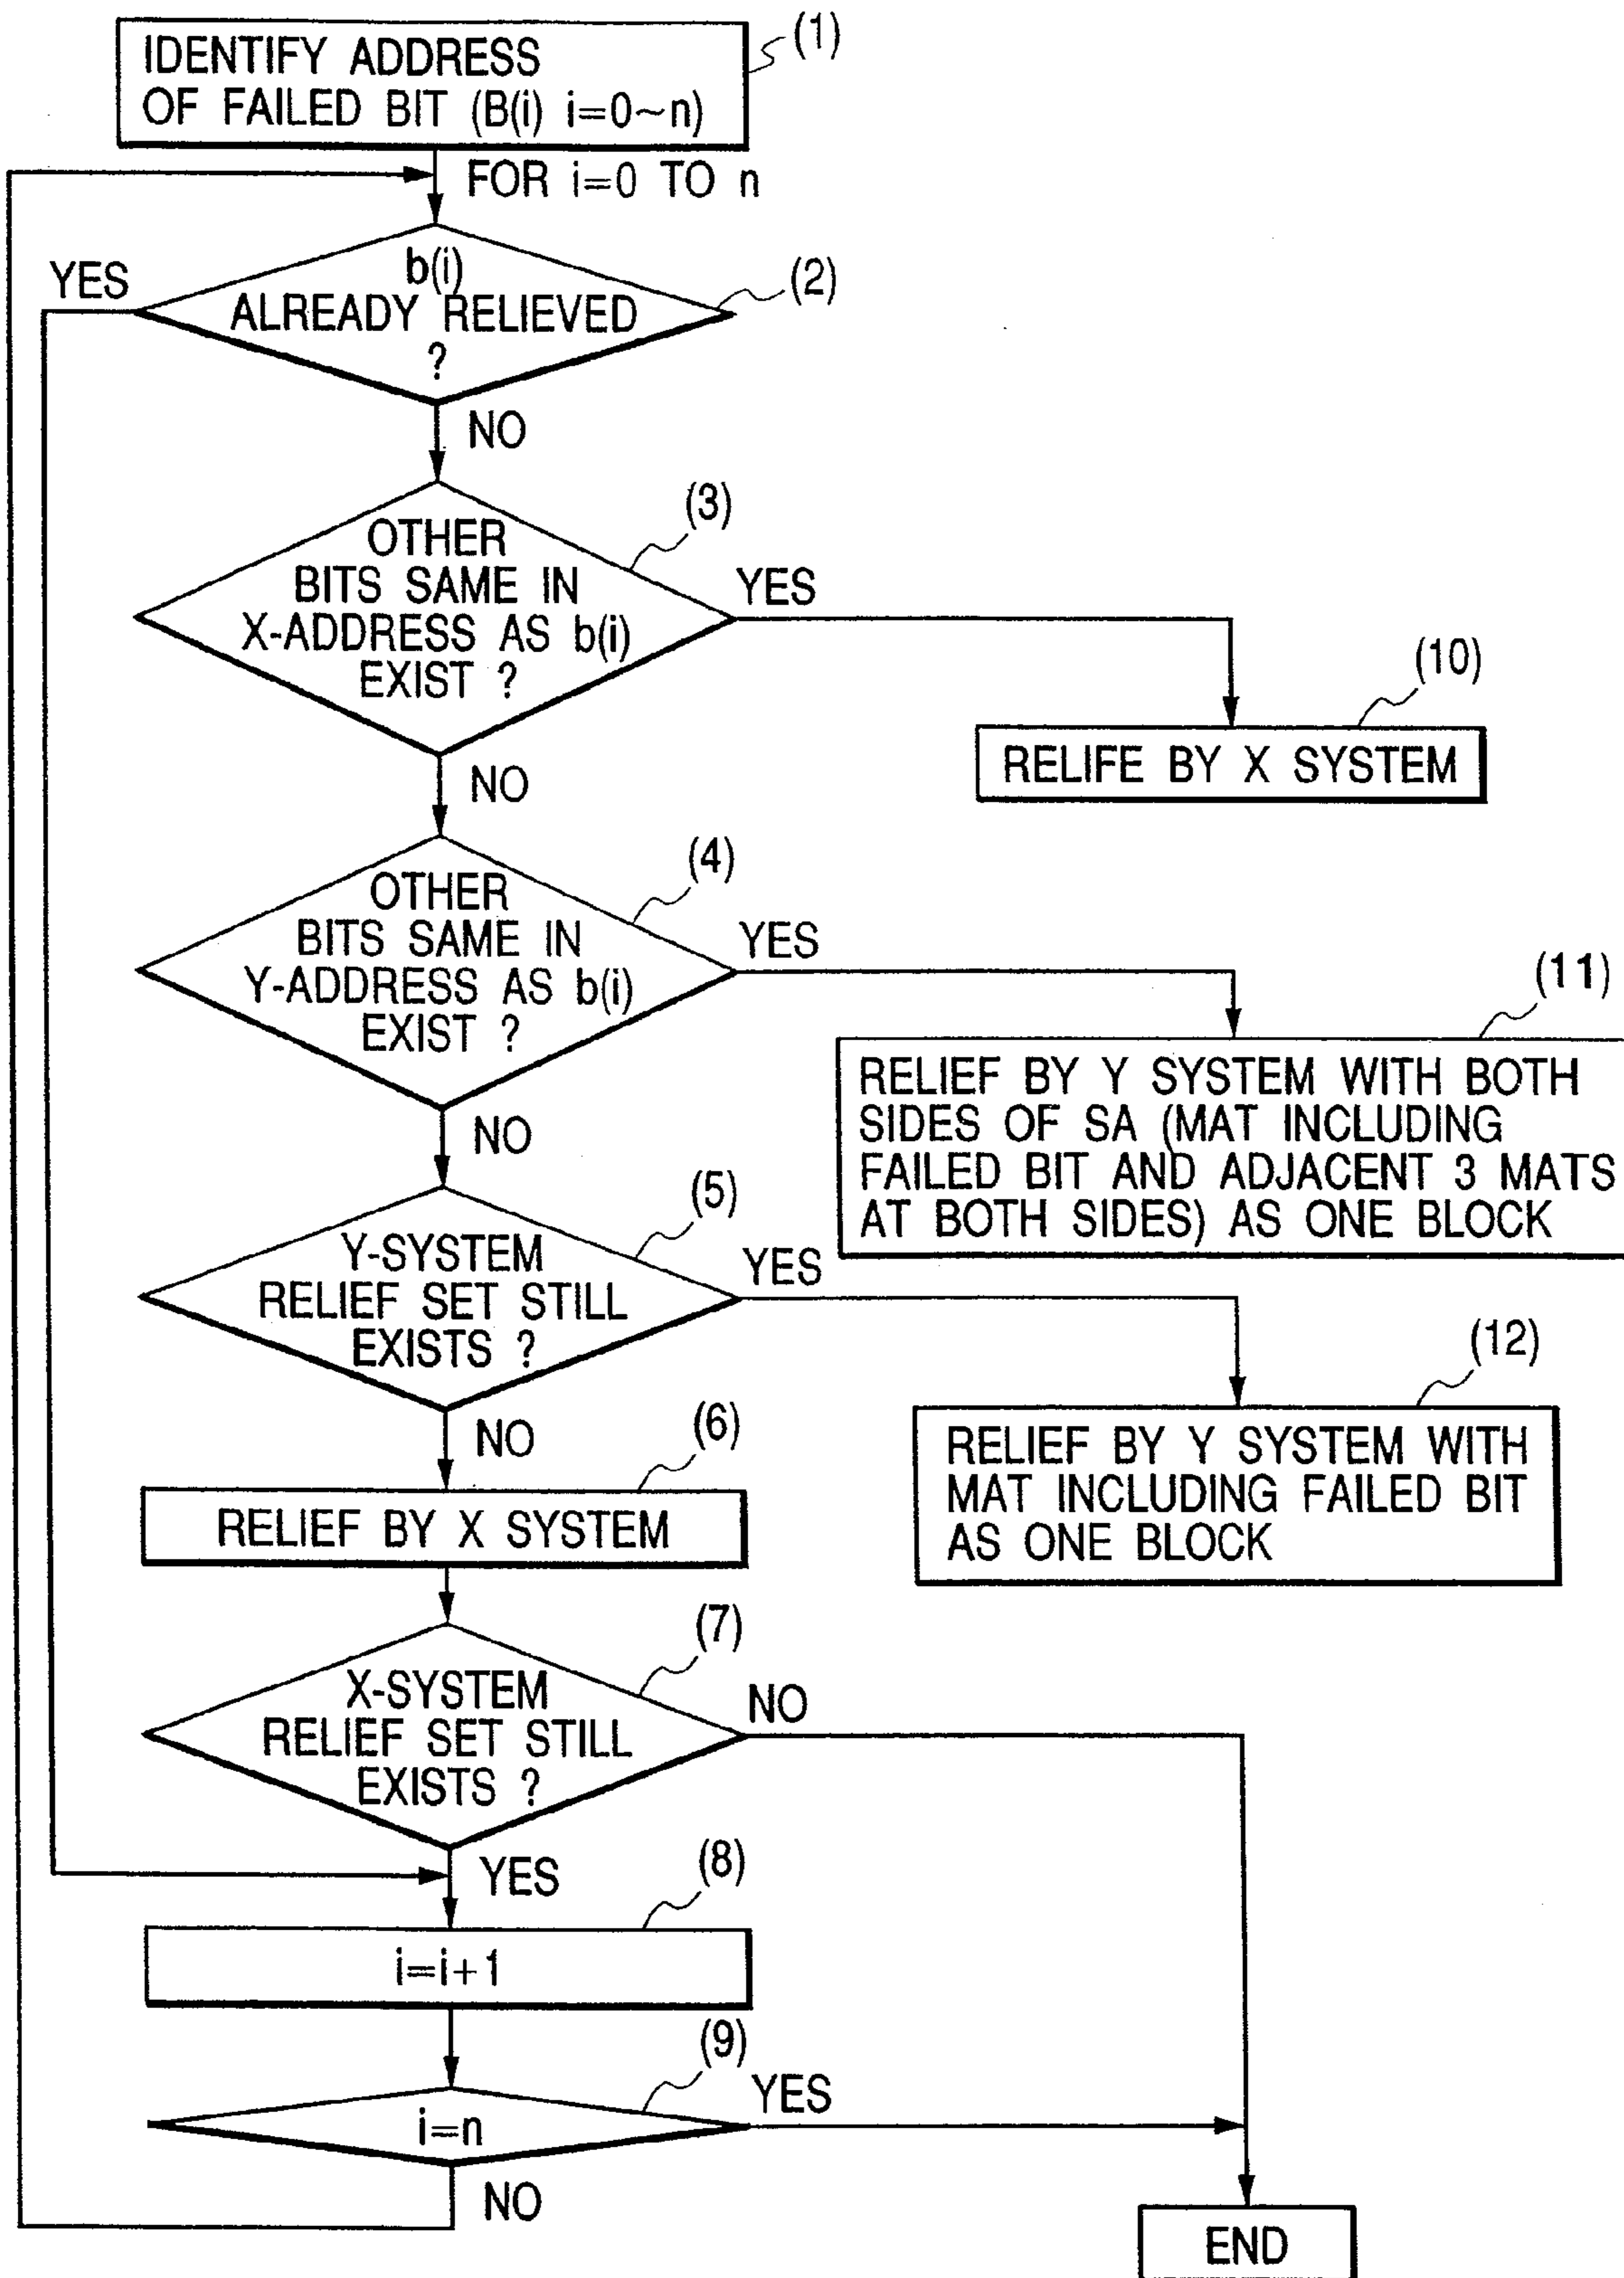 (1)
IDENTIFY ADDRESS
OF FAILED BIT (B(i) i=0~n)
FOR i=0 TO n
YES
b(i)
ALREADY RELIEVED
?
(2)
NO
(3)
OTHER
BITS SAME IN
X-ADDRESS AS b(i)
EXIST ?
YES
(10)
RELIFE BY X SYSTEM
NO
(4)
OTHER
BITS SAME IN
Y-ADDRESS AS b(i)
EXIST ?
YES
(11)
RELIEF BY Y SYSTEM WITH BOTH
SIDES OF SA (MAT INCLUDING
FAILED BIT AND ADJACENT 3 MATS
AT BOTH SIDES) AS ONE BLOCK
NO
(5)
Y-SYSTEM
RELIEF SET STILL
EXISTS ?
YES
(12)
RELIEF BY Y SYSTEM WITH
MAT INCLUDING FAILED BIT
AS ONE BLOCK
NO
(6)
RELIEF BY X SYSTEM
(7)
X-SYSTEM
RELIEF SET STILL
EXISTS ?
NO
YES
(8)
i=i+1
(9)
i=n
YES
NO
END